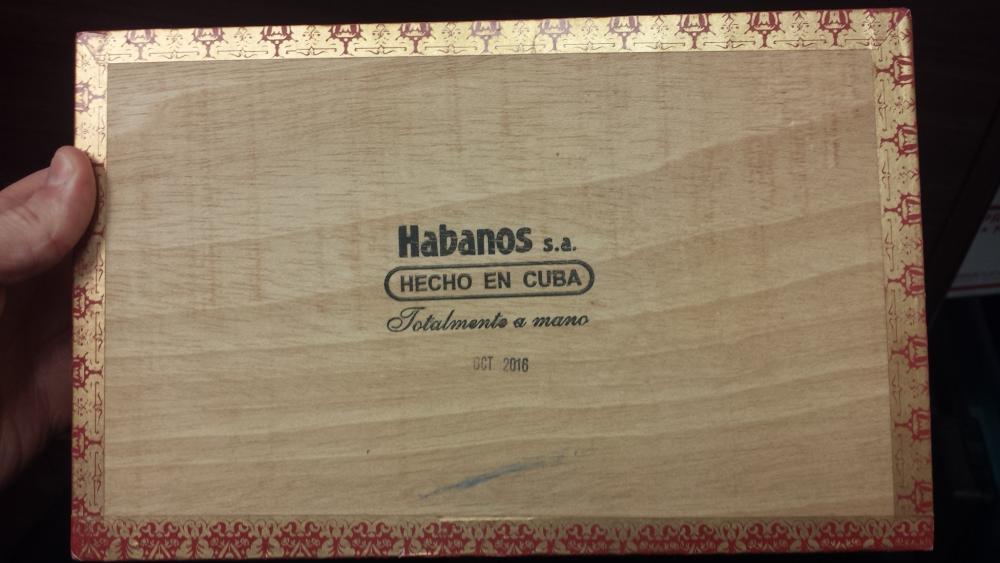 Habanos s.a.
HECHO EN CUBA
Totalmente a mano
OCT 2016